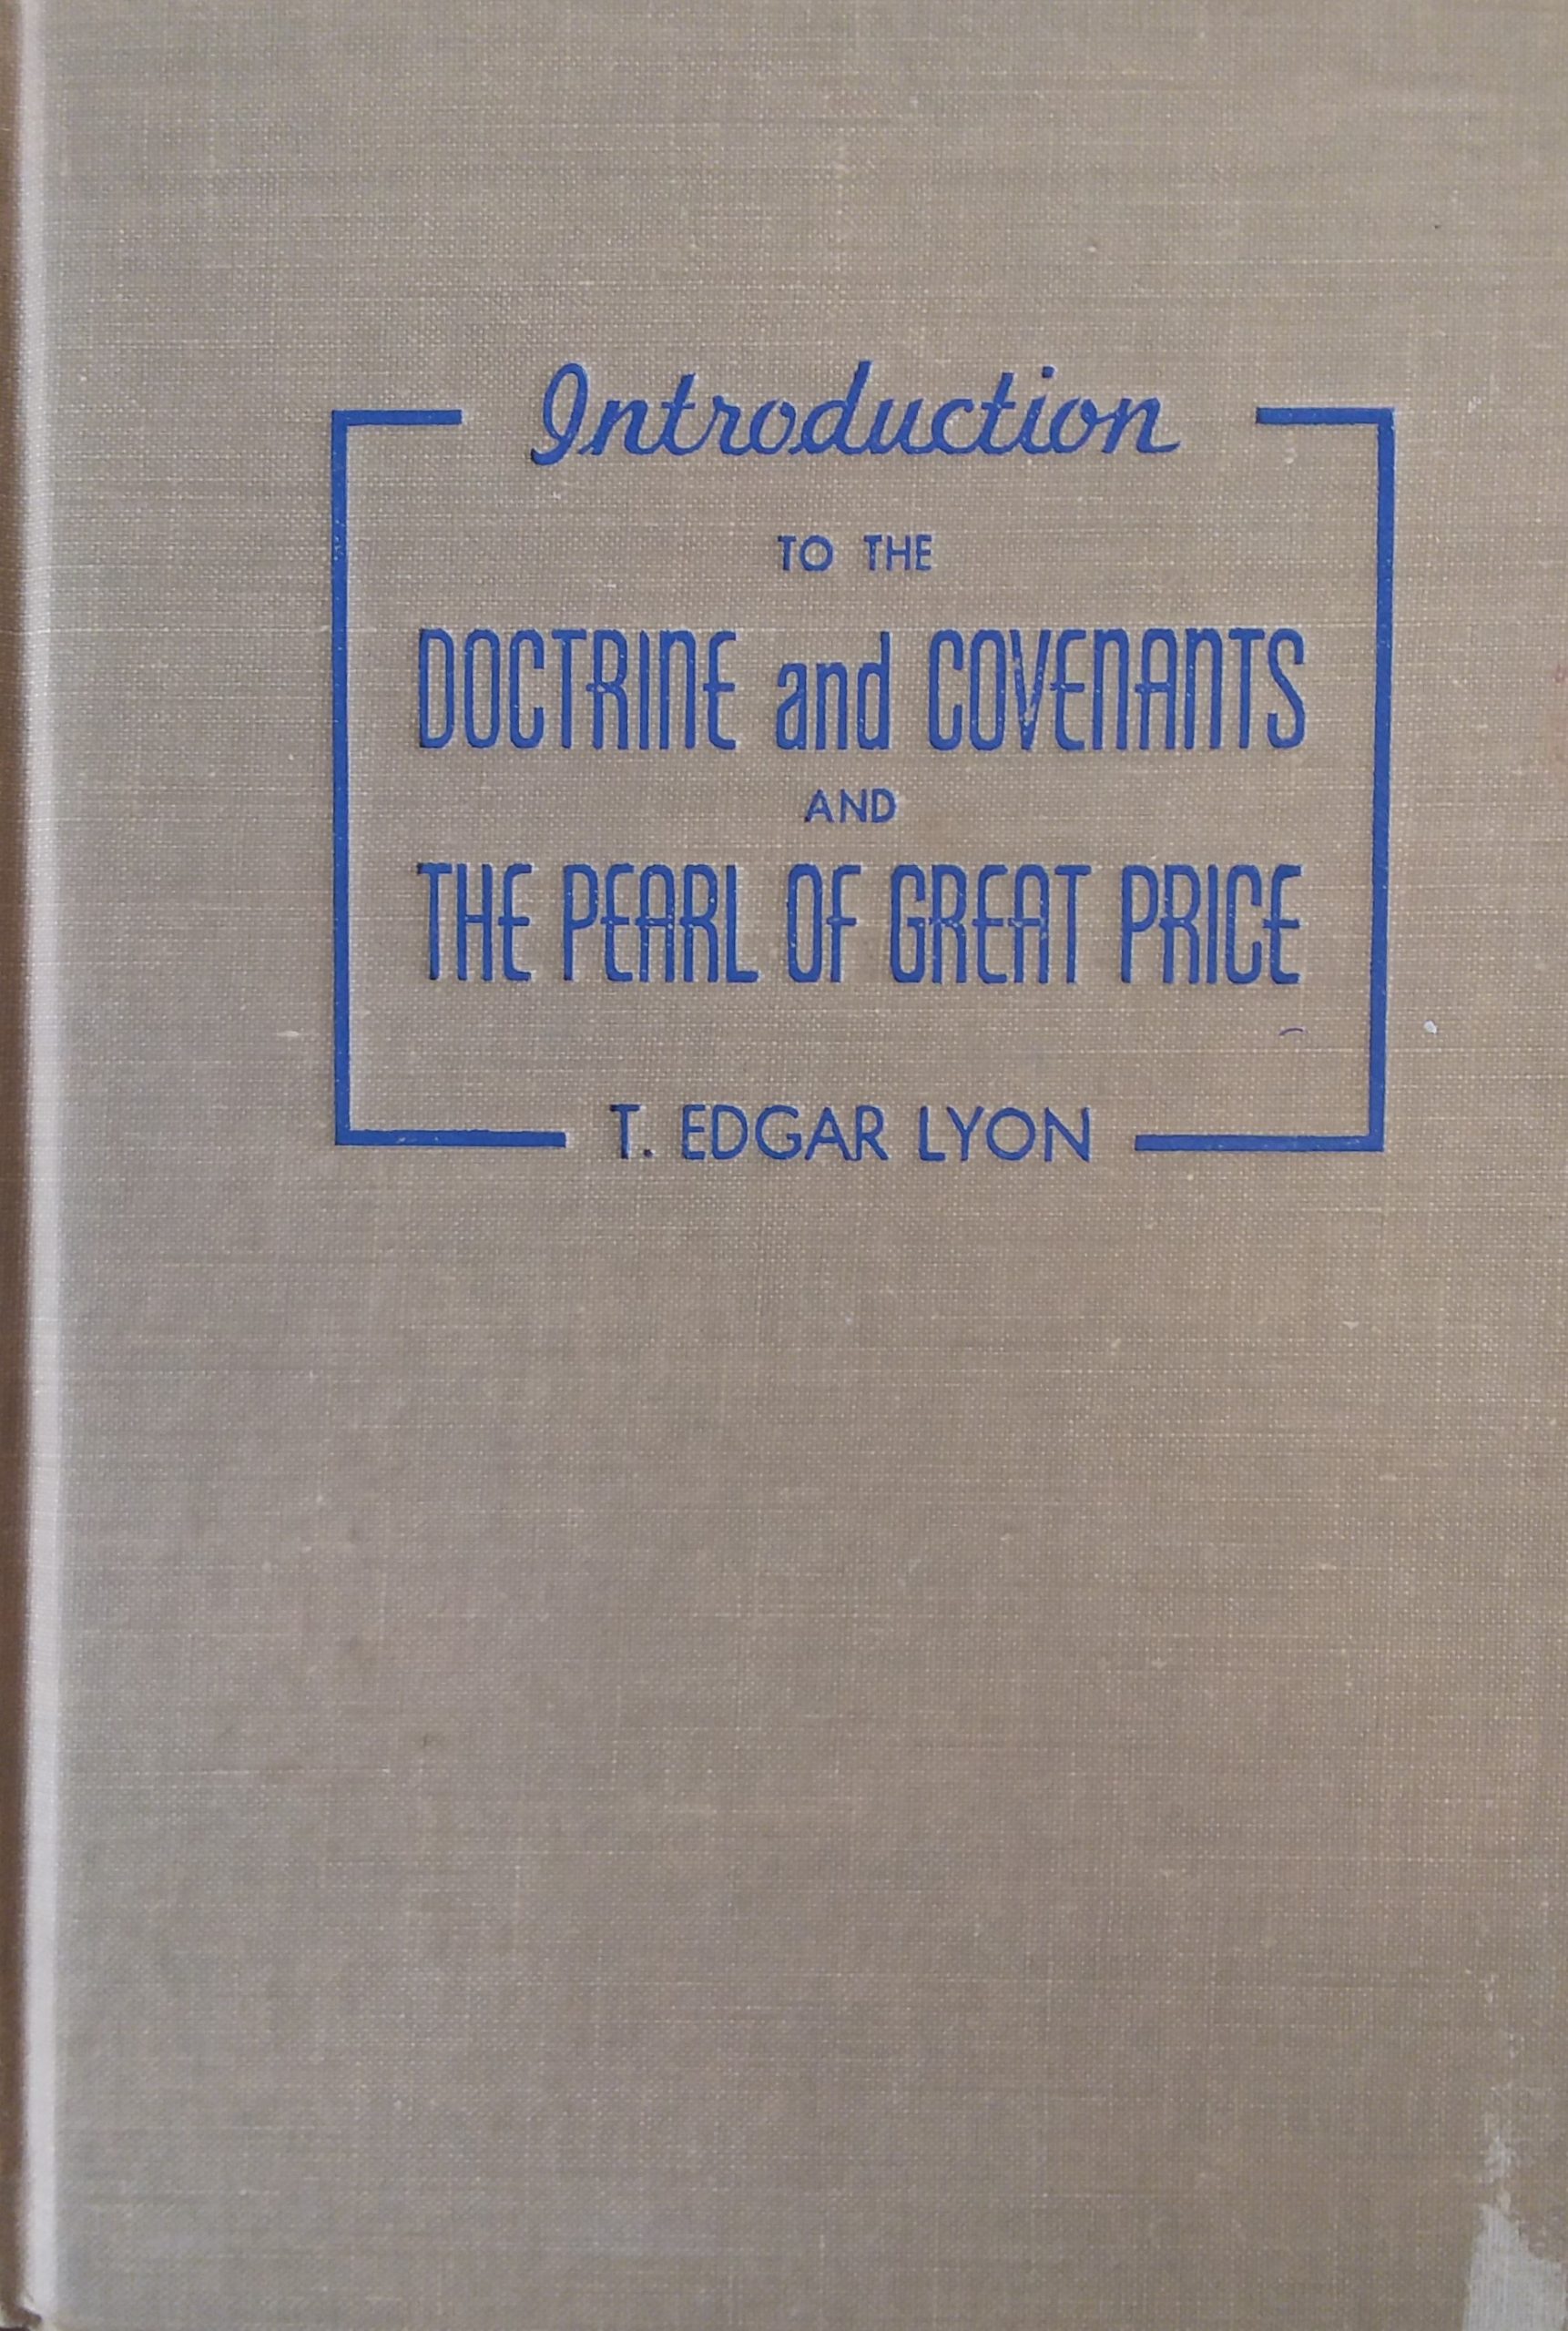 Introduction
TO THE
DOCTRINE and COVENANTS
AND
THE PEARL OF GREAT PRICE
T. EDGAR LYON